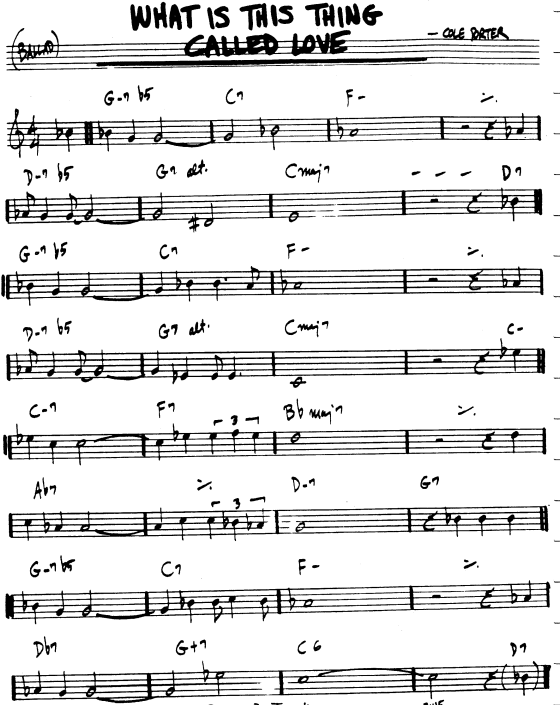 WHAT IS THIS THING
CALLED LOVE
(BALLAD)
- COLE PORTER
G-7 b5 C7 F-
D-7 b5 G7 alt. Cmaj7 - - - D7
G-7 b5 C7 F-
D-7 b5 G7 alt. Cmaj7 C-
C-7 F7 3 Bb maj7
Ab7 3 D-7 G7
G-7 b5 C7 F-
Db7 G+7 C6 D7